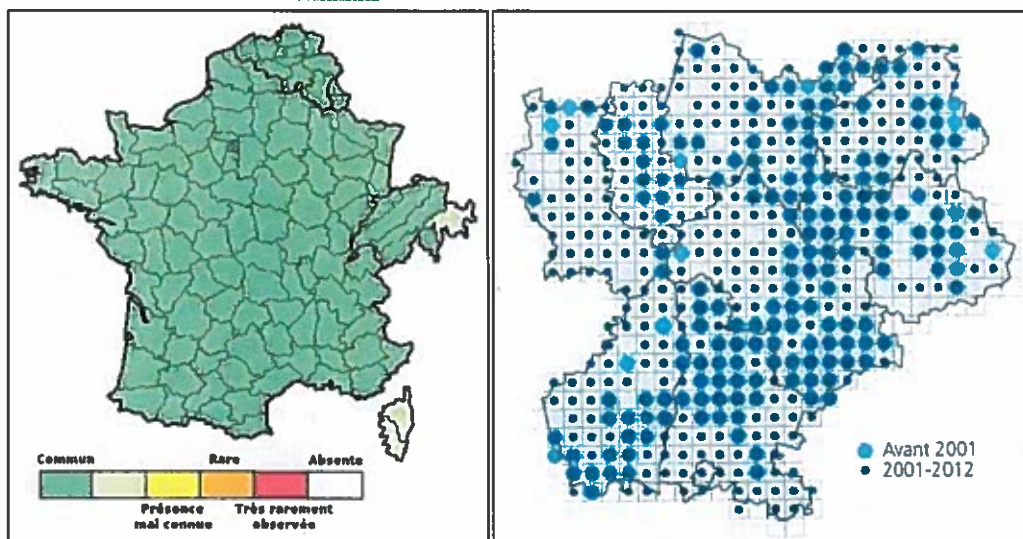 Commun Rare Absente
Présence mal connue
Très rarement observée
Avant 2001
2001-2012